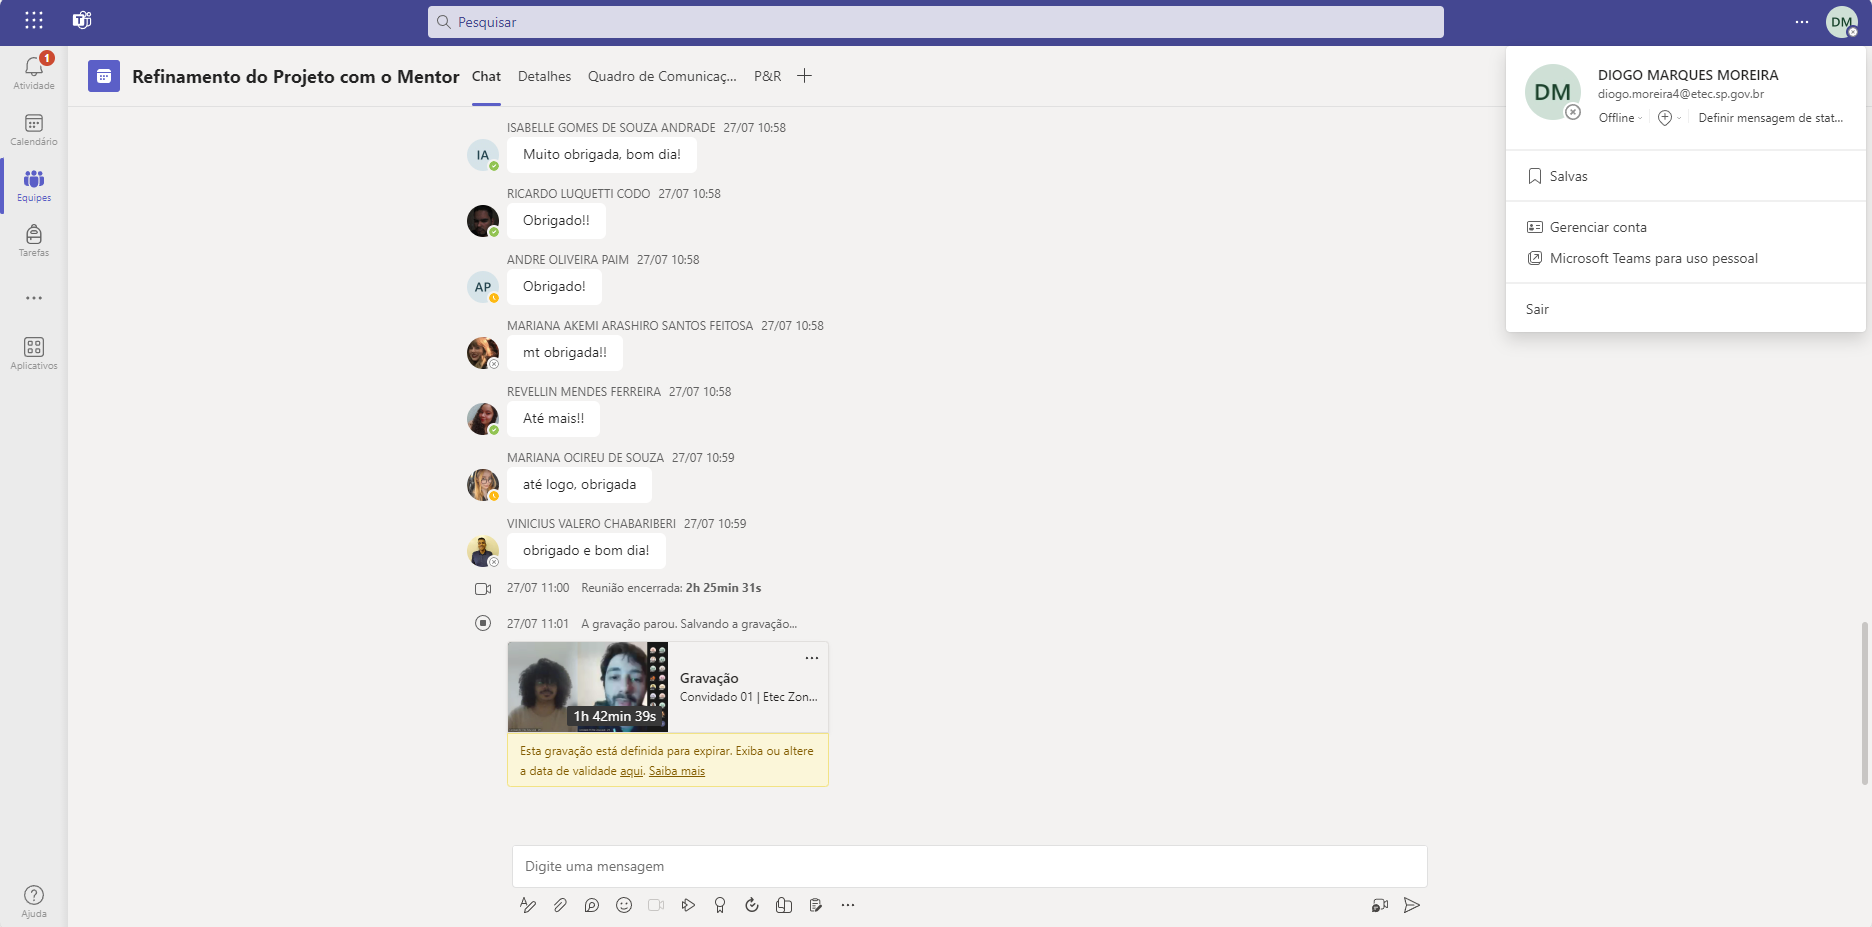 Pesquisar
DM
1
Atividade
Calendário
Equipes
Tarefas
Aplicativos
Ajuda
Refinamento do Projeto com o Mentor
Chat
Detalhes
Quadro de Comunicaç...
P&R
ISABELLE GOMES DE SOUZA ANDRADE 27/07 10:58
IA
Muito obrigada, bom dia!
RICARDO LUQUETTI CODO 27/07 10:58
Obrigado!!
ANDRE OLIVEIRA PAIM 27/07 10:58
AP
Obrigado!
MARIANA AKEMI ARASHIRO SANTOS FEITOSA 27/07 10:58
mt obrigada!!
REVELLIN MENDES FERREIRA 27/07 10:58
Até mais!!
MARIANA OCIREU DE SOUZA 27/07 10:59
até logo, obrigada
VINICIUS VALERO CHABARIBERI 27/07 10:59
obrigado e bom dia!
27/07 11:00 Reunião encerrada: 2h 25min 31s
27/07 11:01 A gravação parou. Salvando a gravação...
1h 42min 39s
Gravação
Convidado 01 | Etec Zon...
Esta gravação está definida para expirar. Exiba ou altere
a data de validade aqui. Saiba mais
Digite uma mensagem
DM
DIOGO MARQUES MOREIRA
diogo.moreira4@etec.sp.gov.br
Offline
Definir mensagem de stat...
Salvas
Gerenciar conta
Microsoft Teams para uso pessoal
Sair